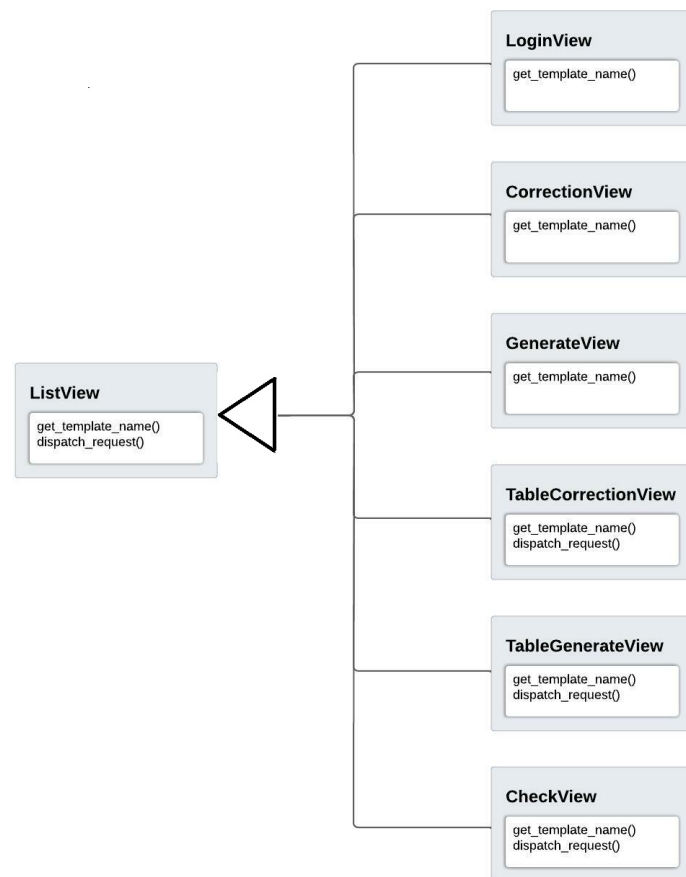 LoginView
get_template_name()
CorrectionView
get_template_name()
GenerateView
get_template_name()
ListView
get_template_name()
dispatch_request()
TableCorrectionView
get_template_name()
dispatch_request()
TableGenerateView
get_template_name()
dispatch_request()
CheckView
get_template_name()
dispatch_request()